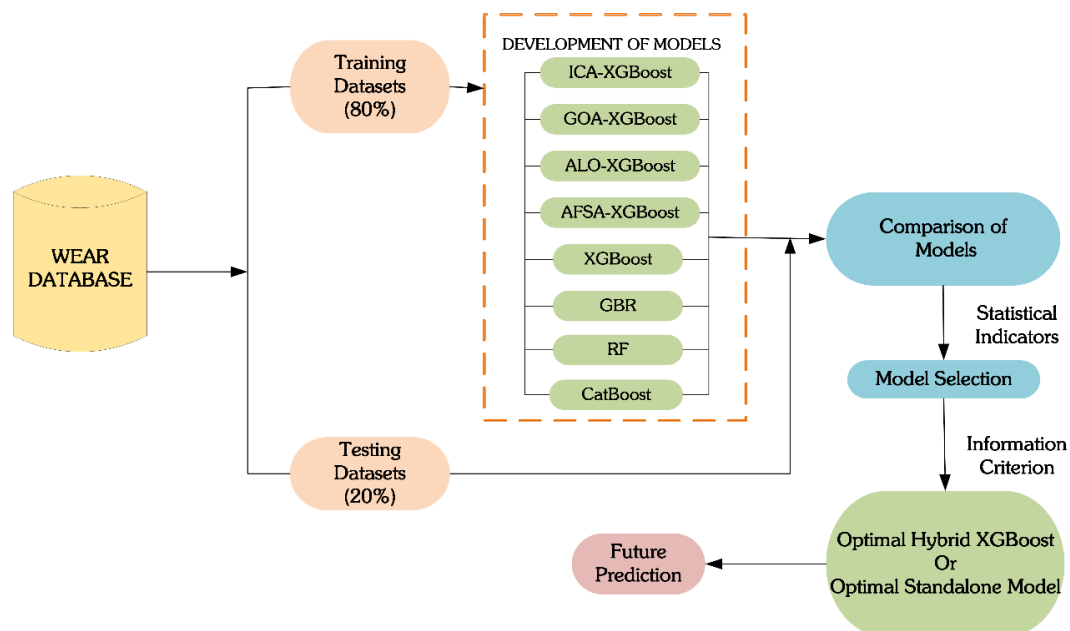 WEAR
DATABASE
Training
Datasets
(80%)
Testing
Datasets
(20%)
DEVELOPMENT OF MODELS
ICA-XGBoost
GOA-XGBoost
ALO-XGBoost
AFSA-XGBoost
XGBoost
GBR
RF
CatBoost
Comparison of
Models
Statistical
Indicators
Model Selection
Information
Criterion
Optimal Hybrid XGBoost
Or
Optimal Standalone Model
Future
Prediction